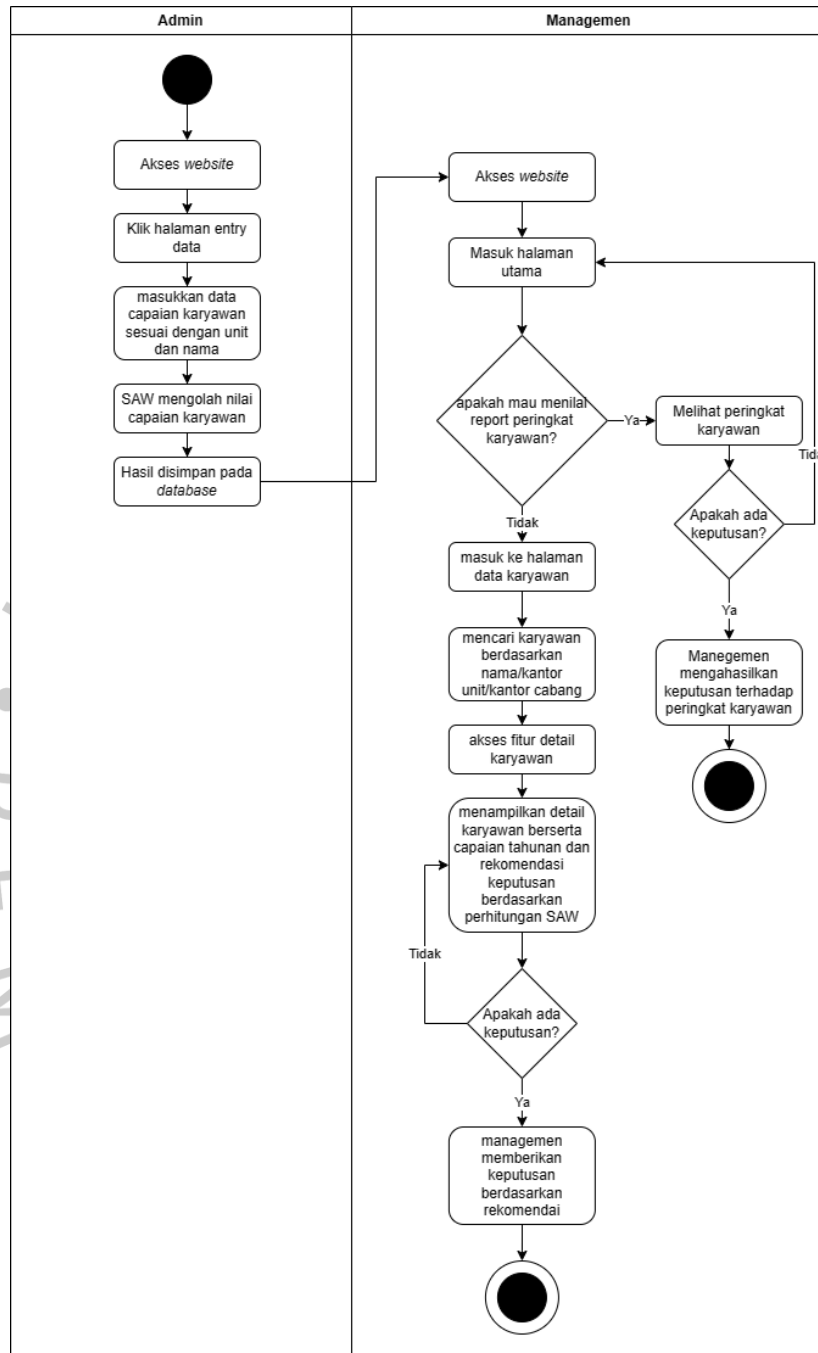 Admin
Managemen
Akses website
Klik halaman entry
data
masukkan data
capaian karyawan
sesuai dengan unit
dan nama
SAW mengolah nilai
capaian karyawan
Hasil disimpan pada
database
Akses website
Masuk halaman
utama
apakah mau menilai
report peringkat
karyawan?
Ya
Melihat peringkat
karyawan
Tidak
Apakah ada
keputusan?
Ya
Manegemen
mengahasilkan
keputusan terhadap
peringkat karyawan
Tidak
masuk ke halaman
data karyawan
mencari karyawan
berdasarkan
nama/kantor
unit/kantor cabang
akses fitur detail
karyawan
menampilkan detail
karyawan berserta
capaian tahunan dan
rekomendasi
keputusan
berdasarkan
perhitungan SAW
Tidak
Apakah ada
keputusan?
Ya
managemen
memberikan
keputusan
berdasarkan
rekomendai